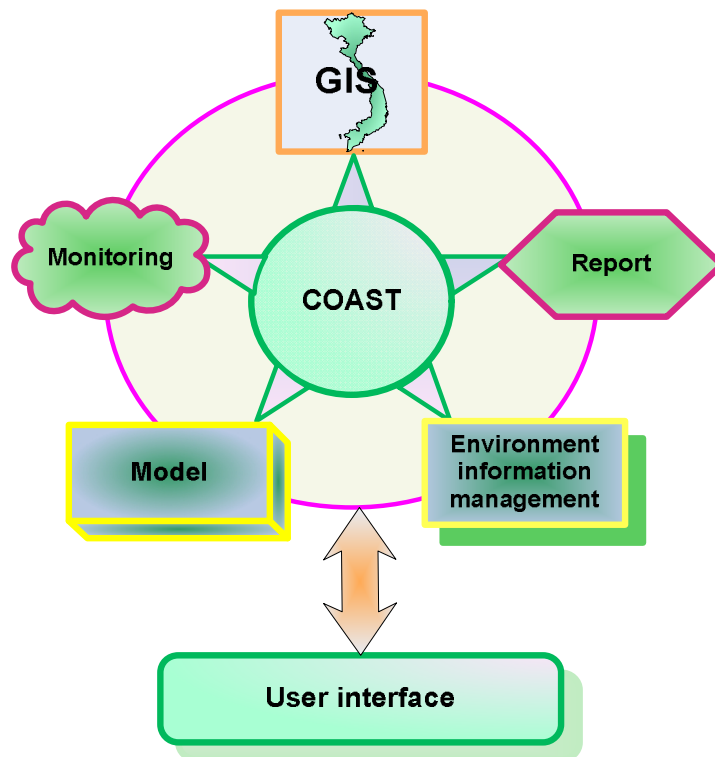 GIS
Monitoring
Report
COAST
Model
Environment
information
management
User interface